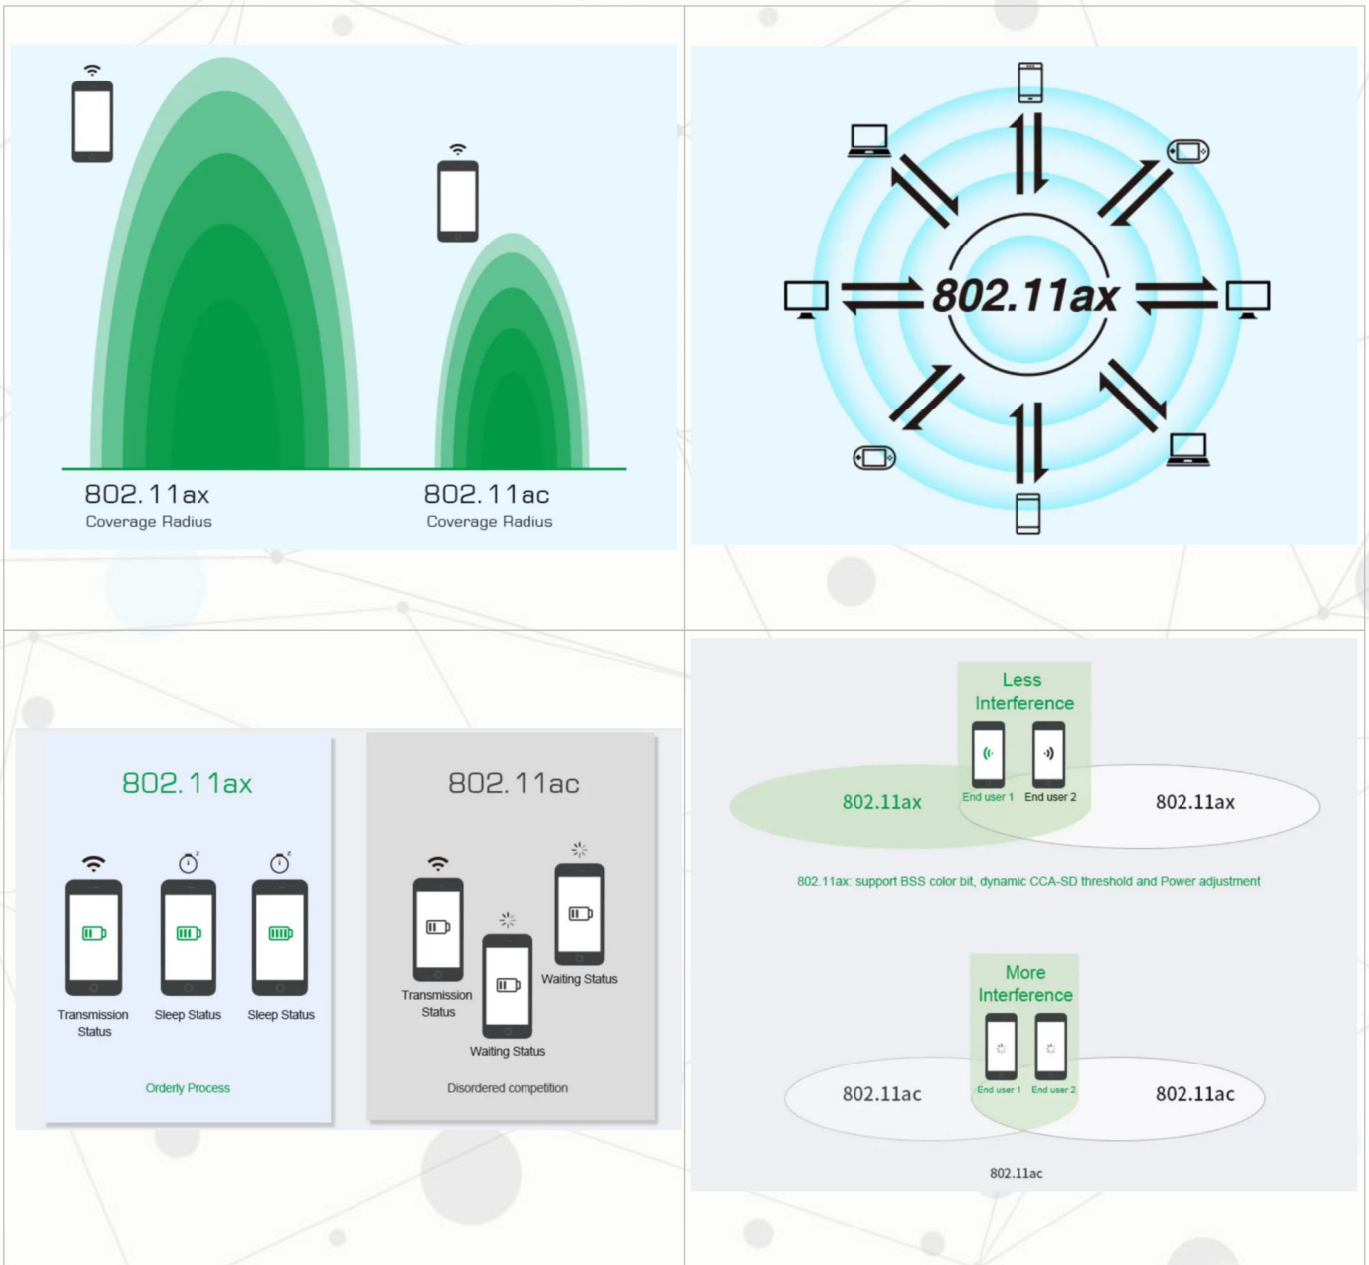 802.11ax
Coverage Radius
802.11ac
Coverage Radius
802.11ax
802.11ax
Transmission
Status
Sleep Status
Sleep Status
Orderly Process
802.11ac
Transmission
Status
Waiting Status
Waiting Status
Disordered competition
Less
Interference
End user 1
End user 2
802.11ax
802.11ax
802.11ax: support BSS color bit, dynamic CCA-SD threshold and Power adjustment
More
Interference
End user 1
End user 2
802.11ac
802.11ac
802.11ac